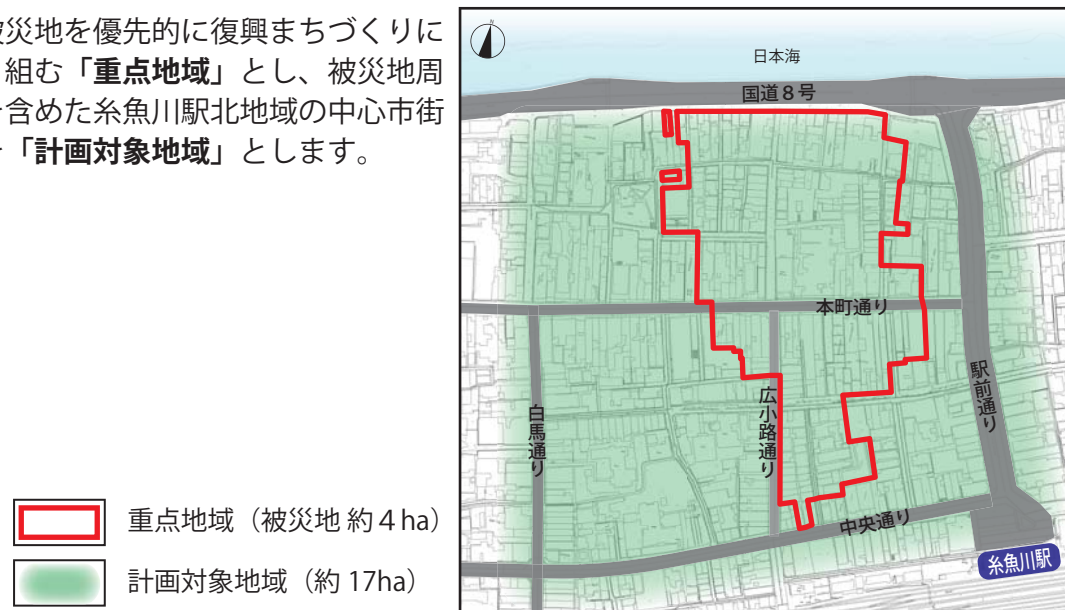 被災地を優先的に復興まちづくりに
り組む「重点地域」とし、被災地周
含めた糸魚川駅北地域の中心市街
「計画対象地域」とします。
N
日本海
国道８号
本町通り
白馬通り
広小路通り
駅前通り
中央通り
糸魚川駅
重点地域（被災地 約４ha）
計画対象地域（約 17ha）